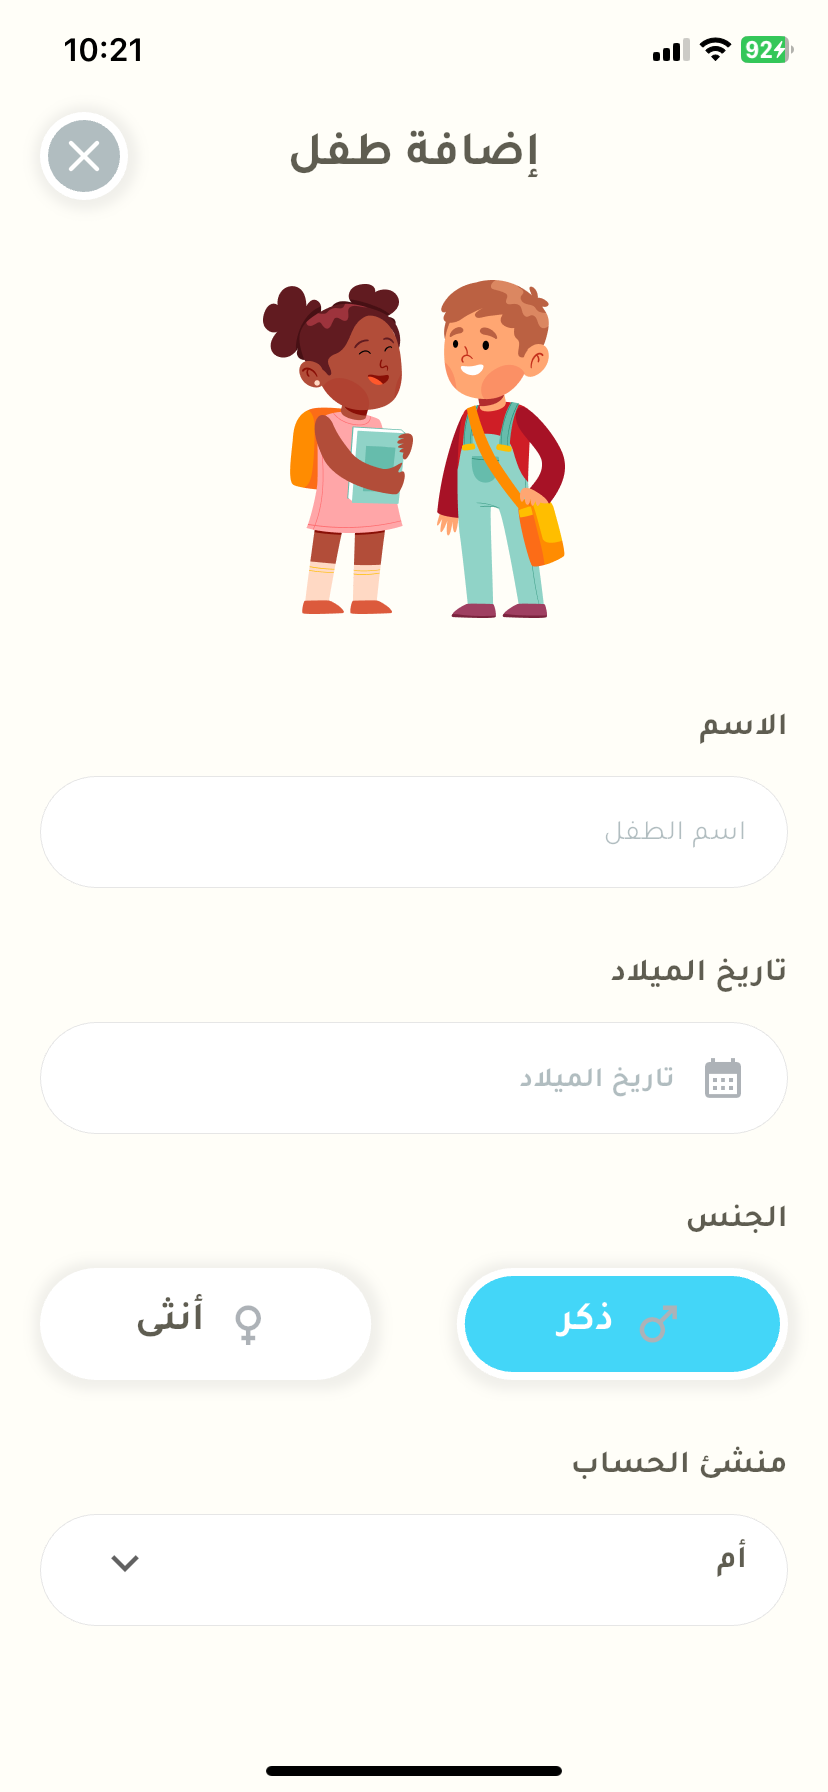 10:21
92
إضافة طفل
الاسم
اسم الطفل
تاريخ الميلاد
تاريخ الميلاد
الجنس
ذكر
أنثى
منشئ الحساب
أم